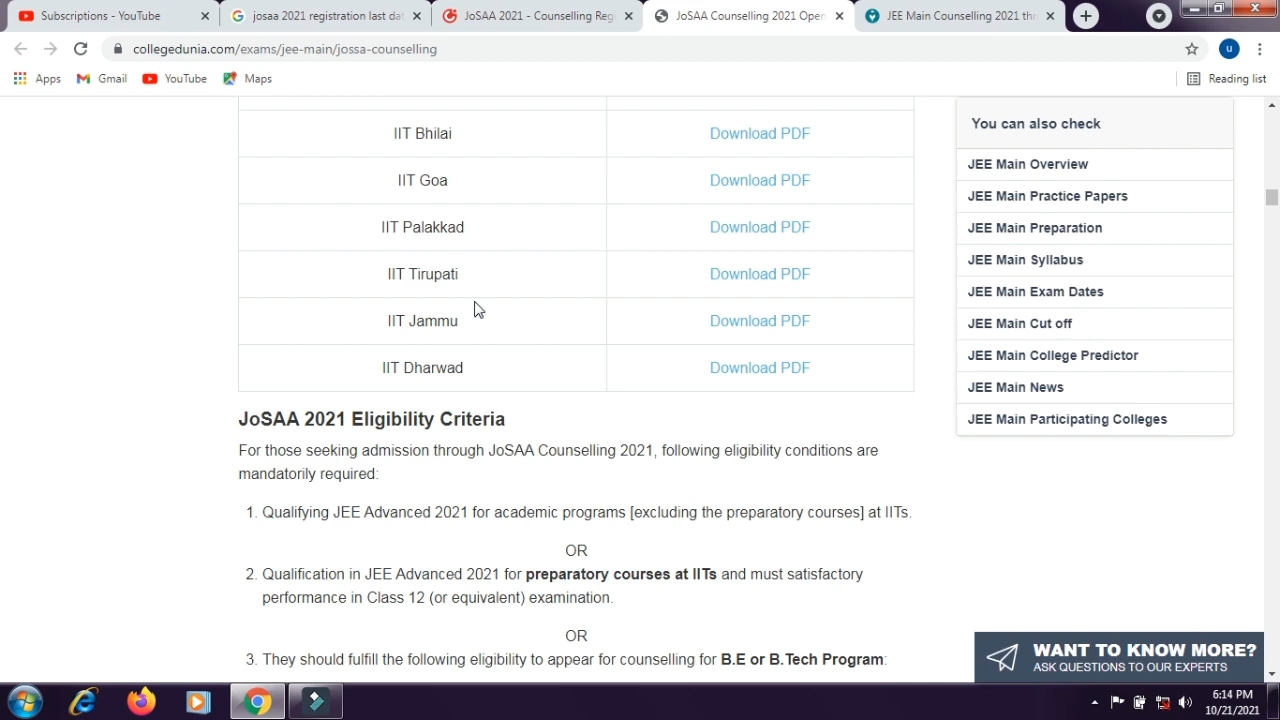 Subscriptions - YouTube
josaa 2021 registration last dat
JoSAA 2021 - Counselling Reg
JoSAA Counselling 2021 Open
JEE Main Counselling 2021 thr
collegedunia.com/exams/jee-main/jossa-counselling
u
Apps
Gmail
YouTube
Maps
Reading list
IIT Bhilai Download PDF
IIT Goa Download PDF
IIT Palakkad Download PDF
IIT Tirupati Download PDF
IIT Jammu Download PDF
IIT Dharwad Download PDF
JoSAA 2021 Eligibility Criteria
For those seeking admission through JoSAA Counselling 2021, following eligibility conditions are
mandatorily required:
1. Qualifying JEE Advanced 2021 for academic programs [excluding the preparatory courses] at IITs.
OR
2. Qualification in JEE Advanced 2021 for preparatory courses at IITs and must satisfactory
performance in Class 12 (or equivalent) examination.
OR
3. They should fulfill the following eligibility to appear for counselling for B.E or B.Tech Program:
You can also check
JEE Main Overview
JEE Main Practice Papers
JEE Main Preparation
JEE Main Syllabus
JEE Main Exam Dates
JEE Main Cut off
JEE Main College Predictor
JEE Main News
JEE Main Participating Colleges
WANT TO KNOW MORE?
ASK QUESTIONS TO OUR EXPERTS
6:14 PM
10/21/2021